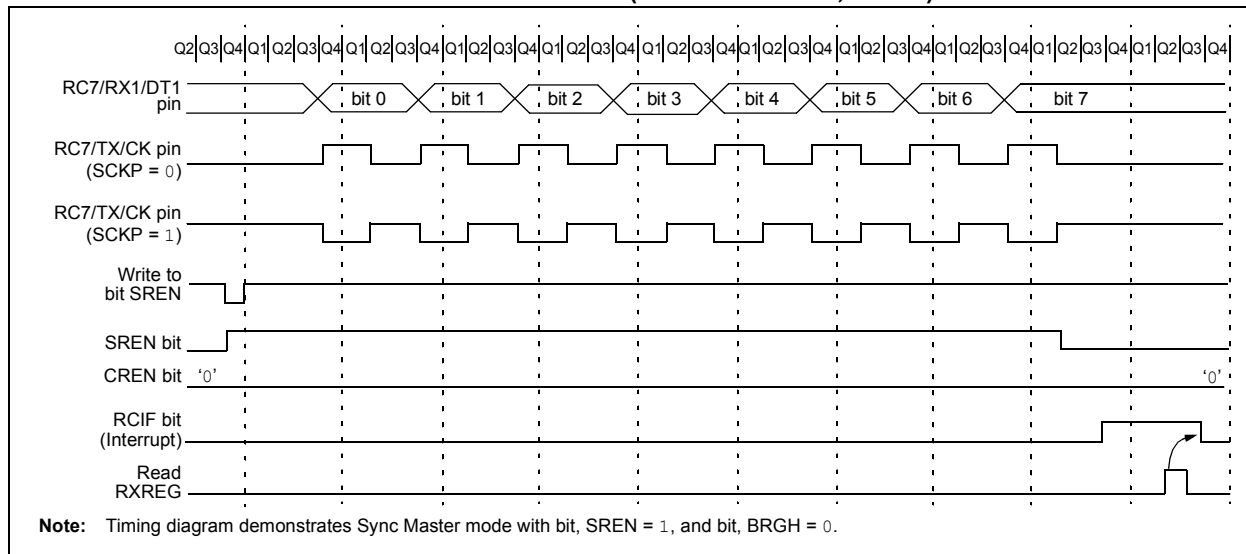 Q2 Q3 Q4 Q1 Q2 Q3 Q4 Q1 Q2 Q3 Q4 Q1 Q2 Q3 Q4 Q1 Q2 Q3 Q4 Q1 Q2 Q3 Q4 Q1 Q2 Q3 Q4 Q1 Q2 Q3 Q4 Q1 Q2 Q3 Q4 Q1 Q2 Q3 Q4 Q1 Q2 Q3 Q4
RC7/RX1/DT1
pin
bit 0 bit 1 bit 2 bit 3 bit 4 bit 5 bit 6 bit 7
RC7/TX/CK pin
(SCKP = 0)
RC7/TX/CK pin
(SCKP = 1)
Write to
bit SREN
SREN bit
CREN bit '0' '0'
RCIF bit
(Interrupt)
Read
RXREG
Note: Timing diagram demonstrates Sync Master mode with bit, SREN = 1, and bit, BRGH = 0.